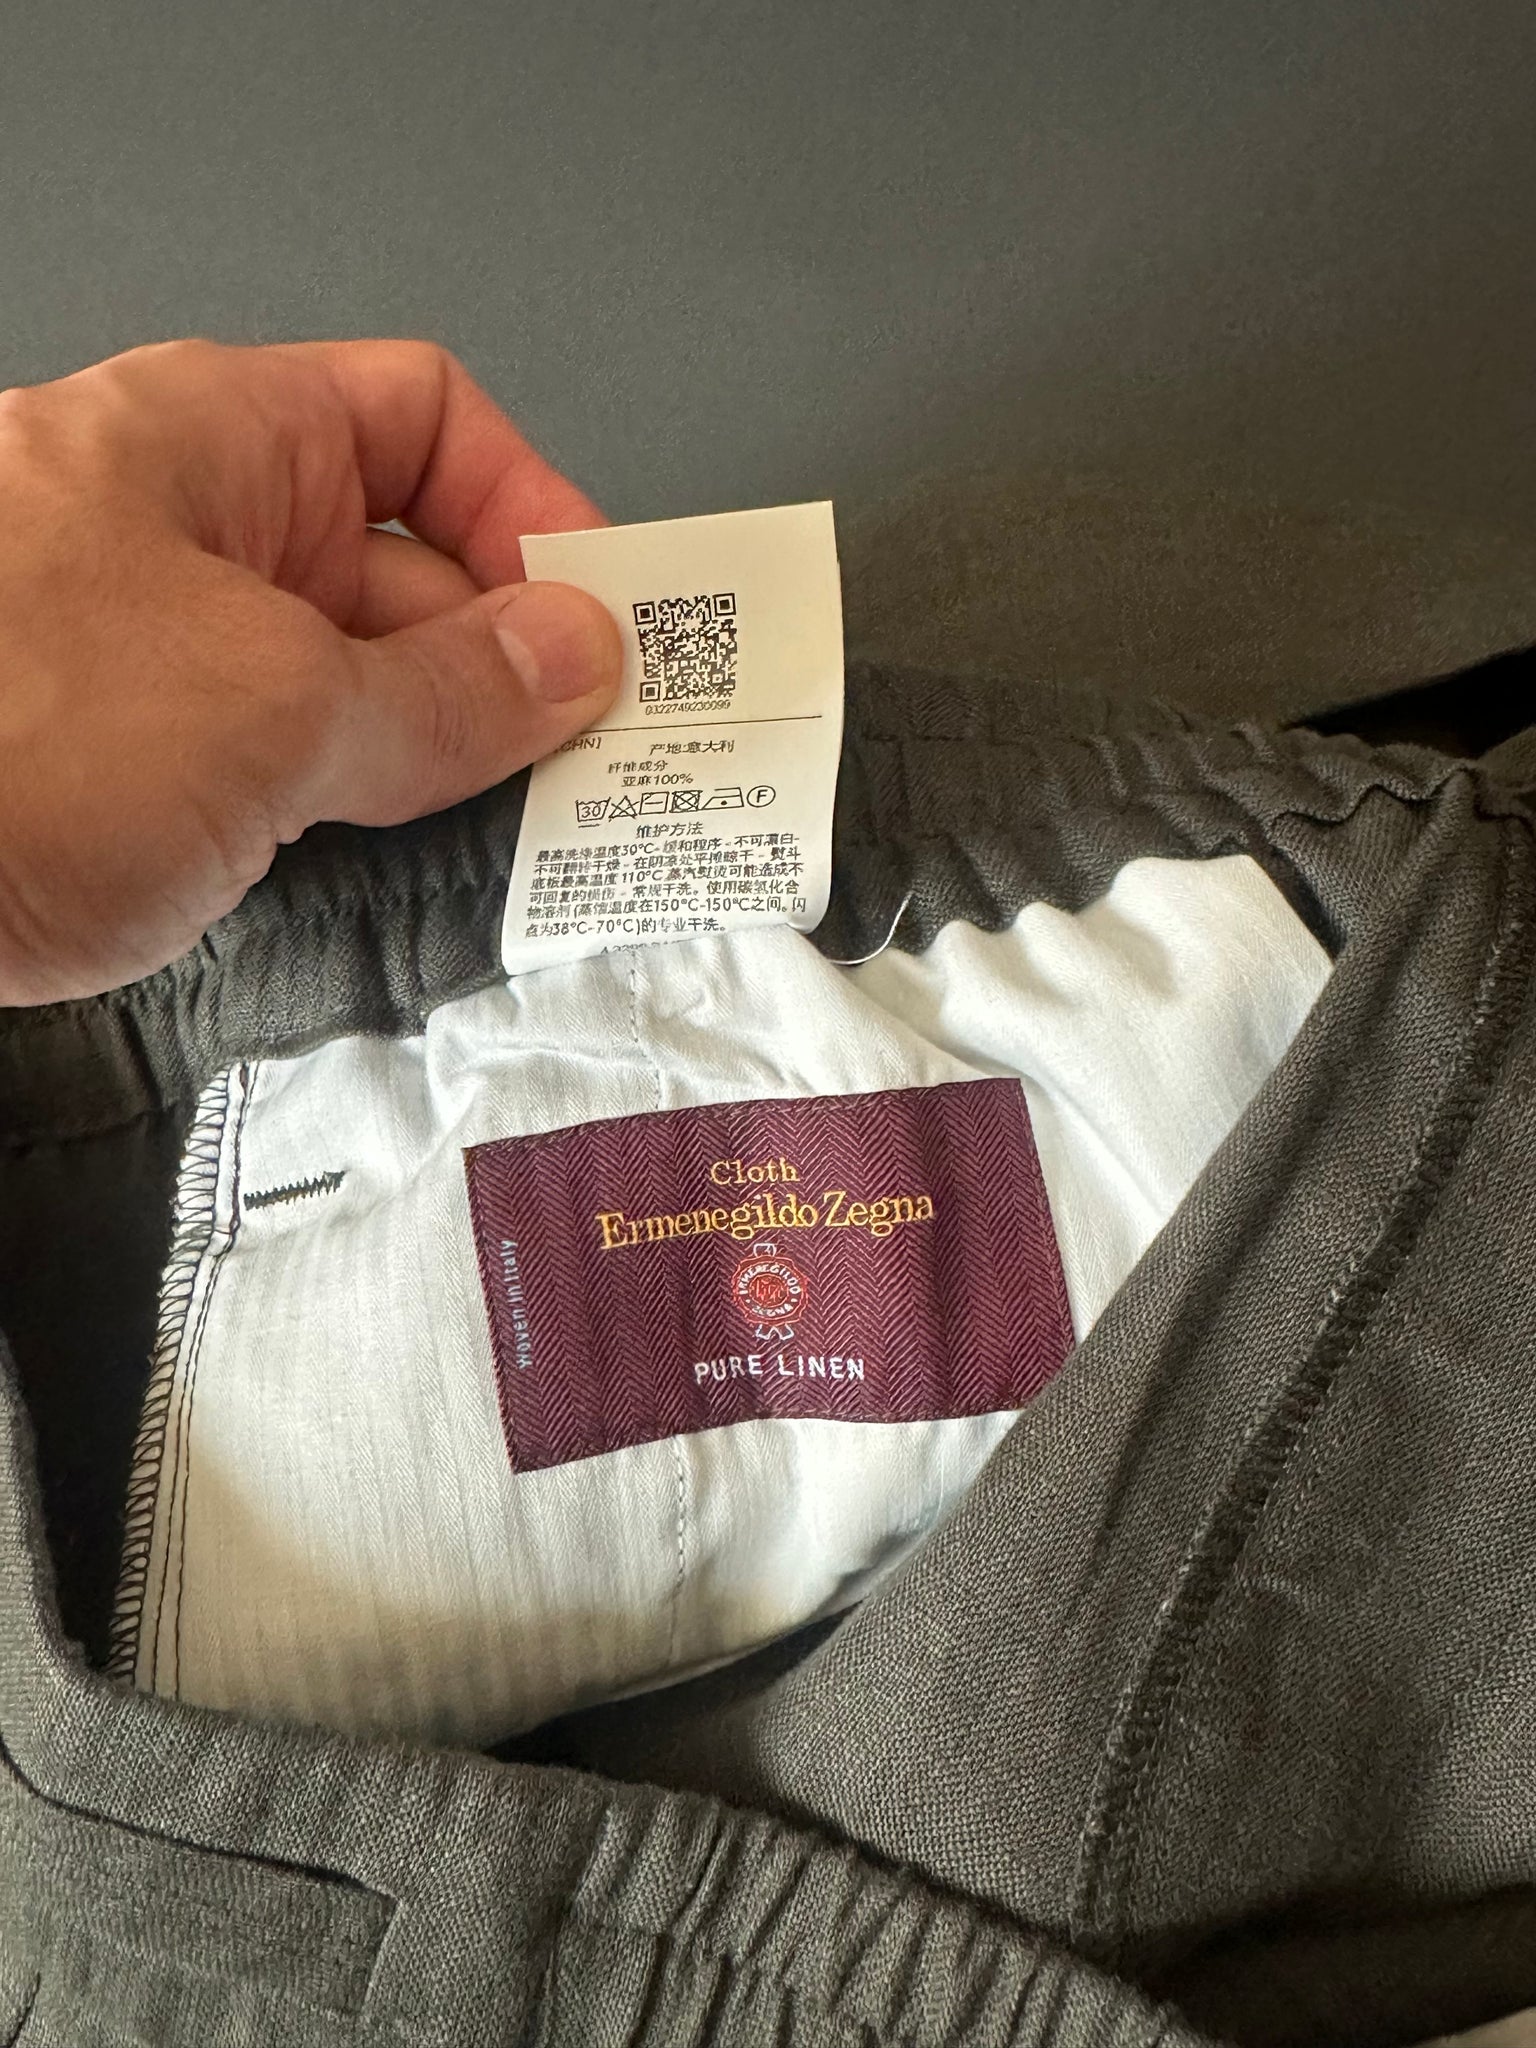 0322749230099
产地:意大利
纤维成分
亚麻100%
30
F
维护方法
最高洗涤温度30°C-缓和程序-不可漂白-
不可翻转干燥-在阴凉处平摊晾干-熨斗
底板最高温度110°C蒸汽熨烫可能造成不
可回复的损伤-常规干洗。使用碳氢化合
物溶剂(蒸馏温度在150°C-150°C之间。闪
点为38°C-70°C)的专业干洗。
Cloth
Ermenegildo Zegna
Woven in Italy
ERMENEGILDO
ZEGNA
PURE LINEN